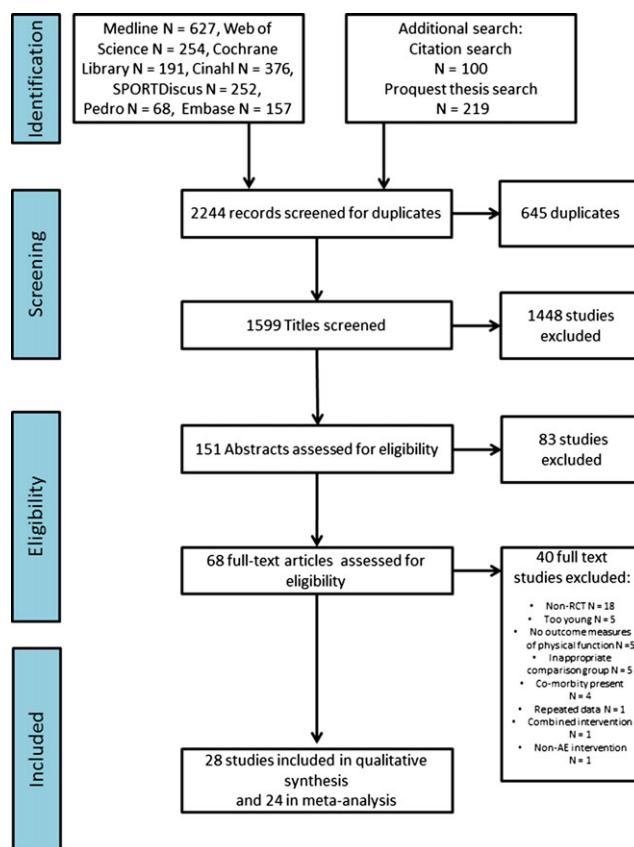 Identification
Medline N = 627, Web of
Science N = 254, Cochrane
Library N = 191, Cinahl N = 376,
SPORTDiscus N = 252,
Pedro N = 68, Embase N = 157
Additional search:
Citation search
N = 100
Proquest thesis search
N = 219
Screening
2244 records screened for duplicates
645 duplicates
1599 Titles screened
1448 studies
excluded
Eligibility
151 Abstracts assessed for eligibility
83 studies
excluded
68 full-text articles assessed for
eligibility
40 full text
studies excluded:
• Non-RCT N = 18
• Too young N = 5
• No outcome measures
of physical function N =5
• Inappropriate
comparison group N = 5
• Co-morbity present
N = 4
• Repeated data N = 1
• Combined intervention
N = 1
• Non-AE intervention
N = 1
Included
28 studies included in qualitative
synthesis
and 24 in meta-analysis